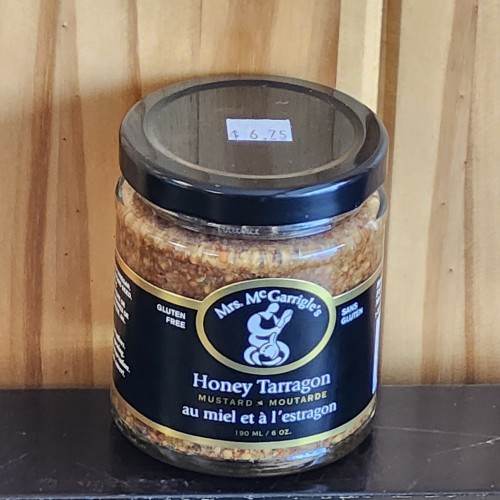 $ 6.25
Mrs. McGarrigle's
GLUTEN
FREE
SANS
GLUTEN
Honey Tarragon
MUSTARD MOUTARDE
au miel et à l'estragon
190 ML / 6 OZ.